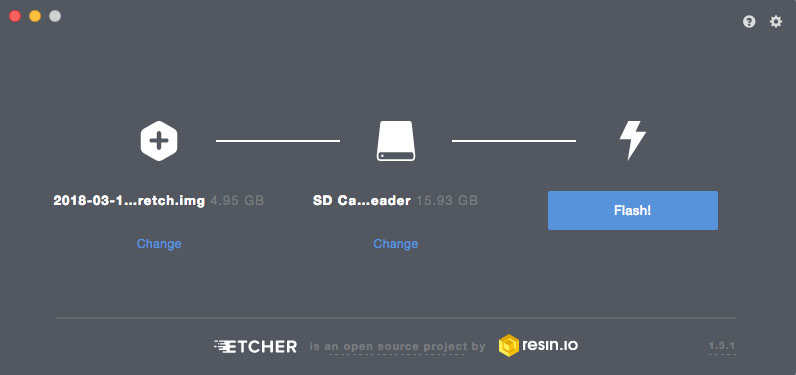 2018-03-1...retch.img 4.95 GB
SD Ca...eader 15.93 GB
Flash!
Change
Change
ETCHER is an open source project by resin.io
1.3.1